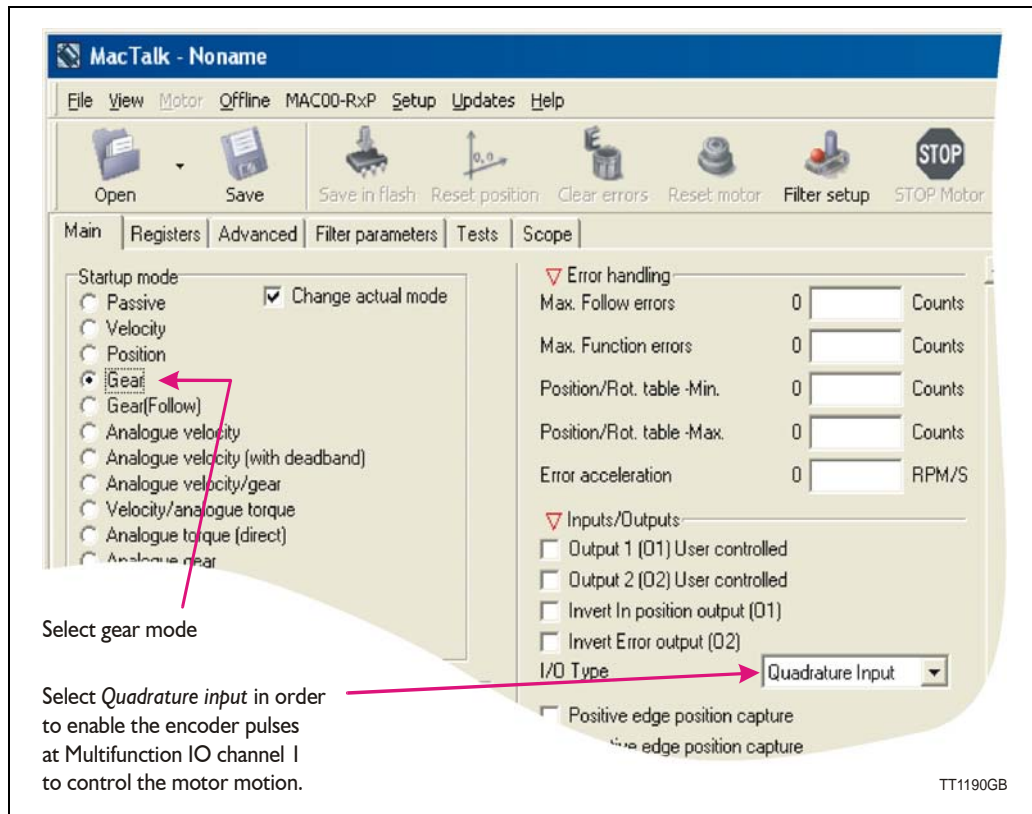 MacTalk - Noname
File View Motor Offline MAC00-RxP Setup Updates Help
Open Save Save in flash Reset position Clear errors Reset motor Filter setup STOP Motor
0,0
E
STOP
Main Registers Advanced Filter parameters Tests Scope
Startup mode
Change actual mode
Passive
Velocity
Position
Gear
Gear(Follow)
Analogue velocity
Analogue velocity (with deadband)
Analogue velocity/gear
Velocity/analogue torque
Analogue torque (direct)
Analogue gear
Error handling
Max. Follow errors 0 Counts
Max. Function errors 0 Counts
Position/Rot. table -Min. 0 Counts
Position/Rot. table -Max. 0 Counts
Error acceleration 0 RPM/S
Inputs/Outputs
Output 1 (O1) User controlled
Output 2 (O2) User controlled
Invert In position output (O1)
Invert Error output (O2)
I/O Type Quadrature Input
Positive edge position capture
edge position capture
Select gear mode
Select Quadrature input in order
to enable the encoder pulses
at Multifunction IO channel 1
to control the motor motion.
TT1190GB